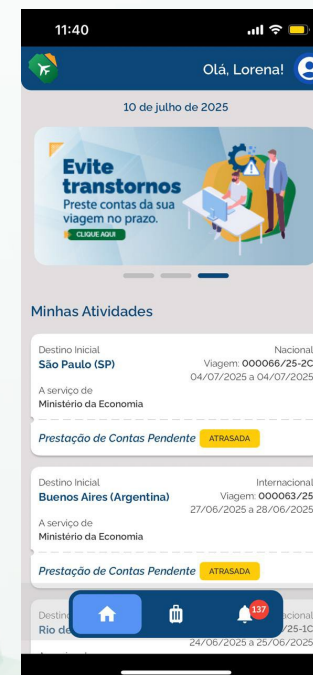 11:40
Olá, Lorena!
10 de julho de 2025
Evite
transtornos
Preste contas da sua
viagem no prazo.
CLIQUE AQUI
Minhas Atividades
Destino Inicial
Nacional
São Paulo (SP)
Viagem: 000066/25-2C
04/07/2025 a 04/07/2025
A serviço de
Ministério da Economia
Prestação de Contas Pendente ATRASADA
Destino Inicial
Internacional
Buenos Aires (Argentina)
Viagem: 000063/25
27/06/2025 a 28/06/2025
A serviço de
Ministério da Economia
Prestação de Contas Pendente ATRASADA
137
/25-1C
24/06/2025 a 25/06/2025